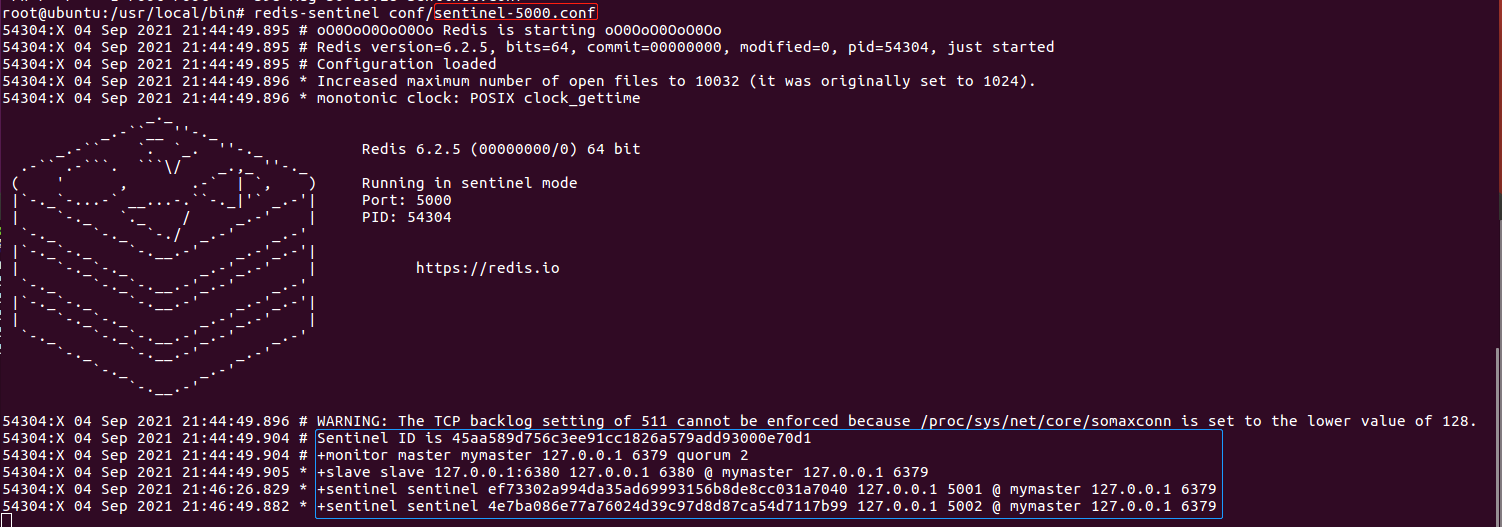 root@ubuntu:/usr/local/bin# redis-sentinel conf/sentinel-5000.conf
54304:X 04 Sep 2021 21:44:49.895 # oO0OoO0OoO0Oo Redis is starting oO0OoO0OoO0Oo
54304:X 04 Sep 2021 21:44:49.895 # Redis version=6.2.5, bits=64, commit=00000000, modified=0, pid=54304, just started
54304:X 04 Sep 2021 21:44:49.895 # Configuration loaded
54304:X 04 Sep 2021 21:44:49.896 * Increased maximum number of open files to 10032 (it was originally set to 1024).
54304:X 04 Sep 2021 21:44:49.896 * monotonic clock: POSIX clock_gettime
Redis 6.2.5 (00000000/0) 64 bit
Running in sentinel mode
Port: 5000
PID: 54304
https://redis.io
54304:X 04 Sep 2021 21:44:49.896 # WARNING: The TCP backlog setting of 511 cannot be enforced because /proc/sys/net/core/somaxconn is set to the lower value of 128.
54304:X 04 Sep 2021 21:44:49.904 # Sentinel ID is 45aa589d756c3ee91cc1826a579add93000e70d1
54304:X 04 Sep 2021 21:44:49.904 # +monitor master mymaster 127.0.0.1 6379 quorum 2
54304:X 04 Sep 2021 21:44:49.905 * +slave slave 127.0.0.1:6380 127.0.0.1 6380 @ mymaster 127.0.0.1 6379
54304:X 04 Sep 2021 21:46:26.829 * +sentinel sentinel ef73302a994da35ad69993156b8de8cc031a7040 127.0.0.1 5001 @ mymaster 127.0.0.1 6379
54304:X 04 Sep 2021 21:46:49.882 * +sentinel sentinel 4e7ba086e77a76024d39c97d8d87ca54d7117b99 127.0.0.1 5002 @ mymaster 127.0.0.1 6379